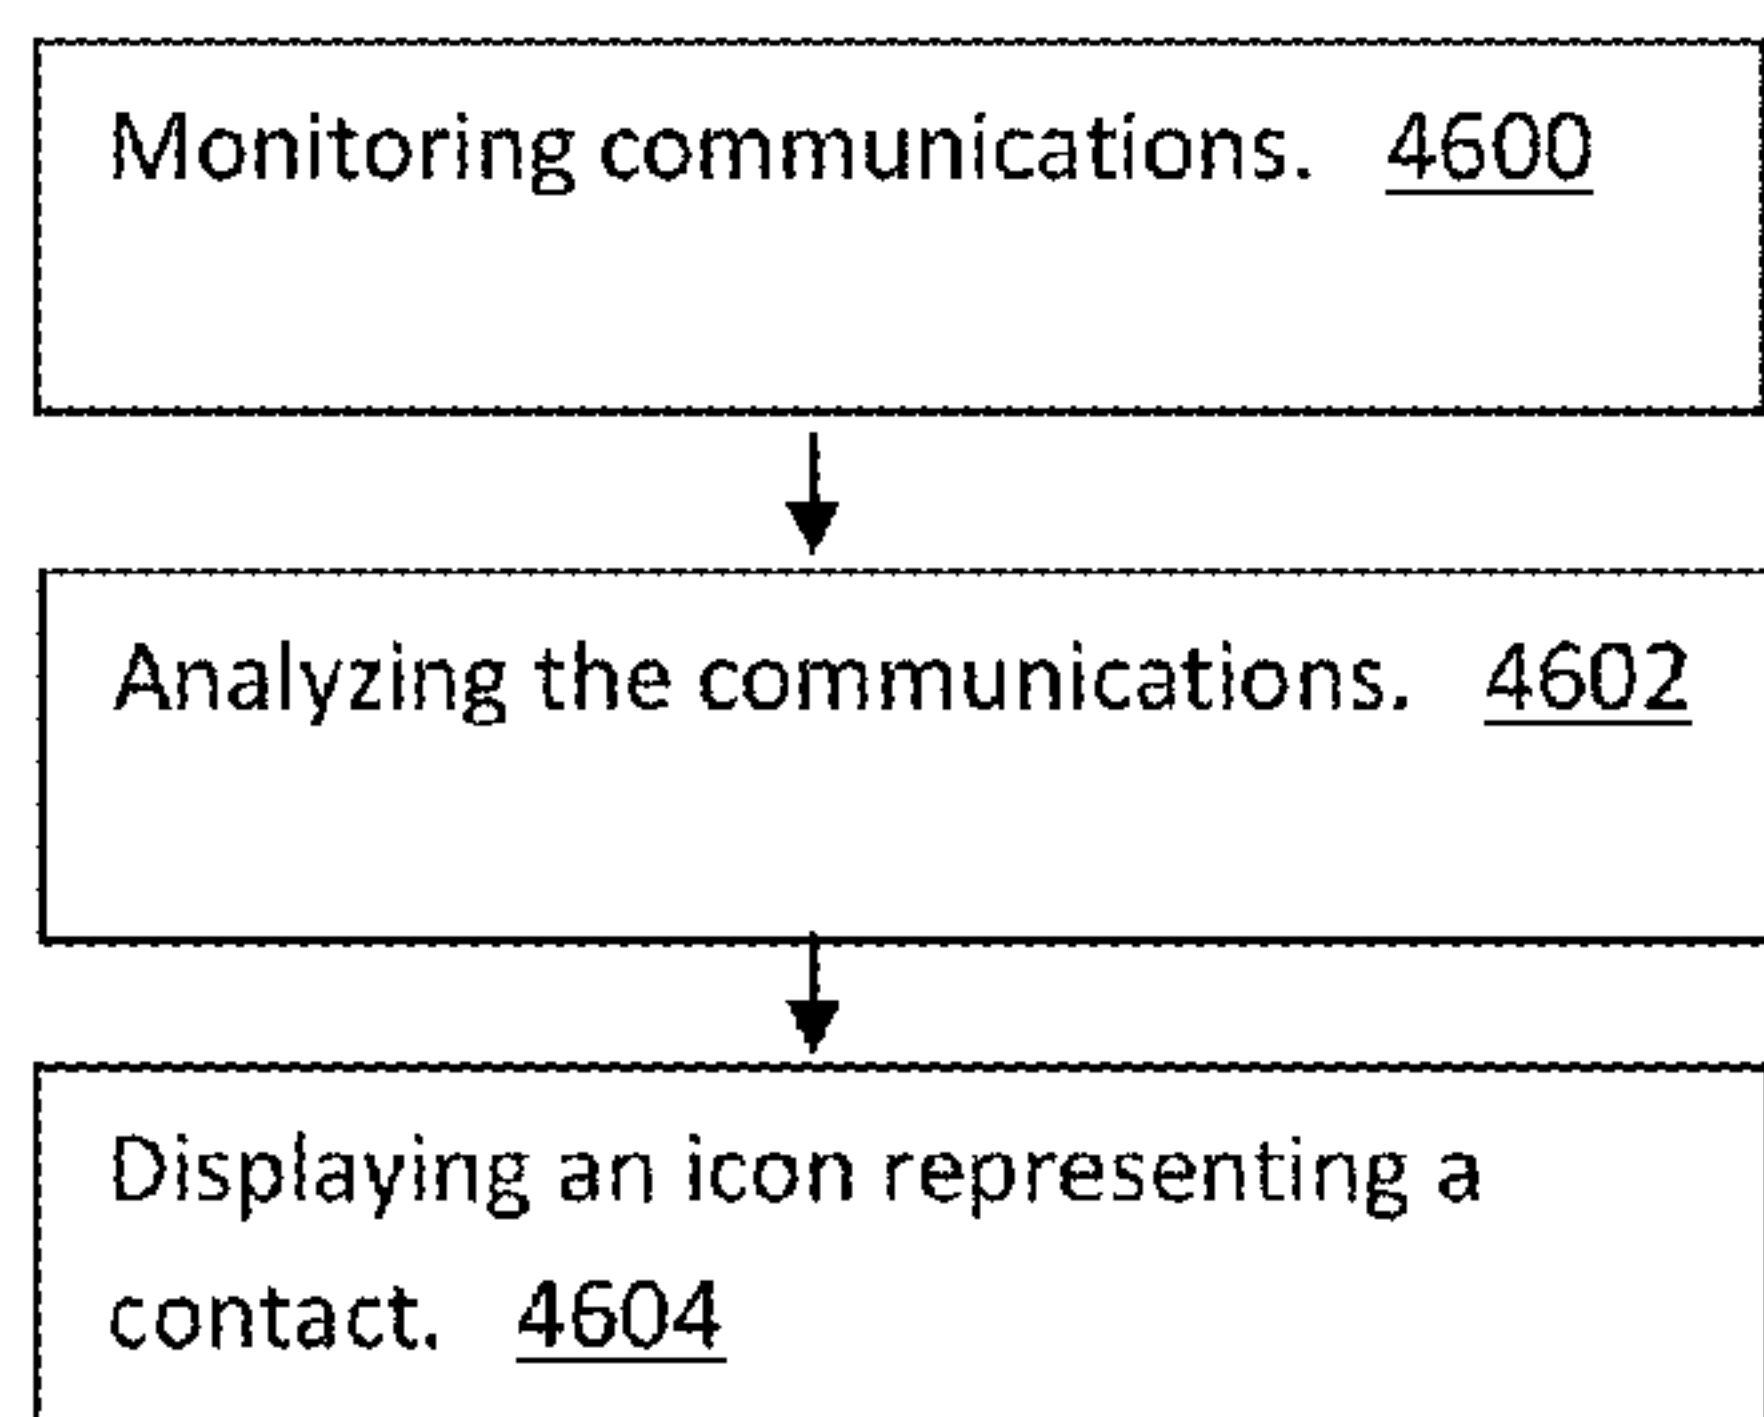 Monitoring communications. 4600
Analyzing the communications. 4602
Displaying an icon representing a
contact. 4604